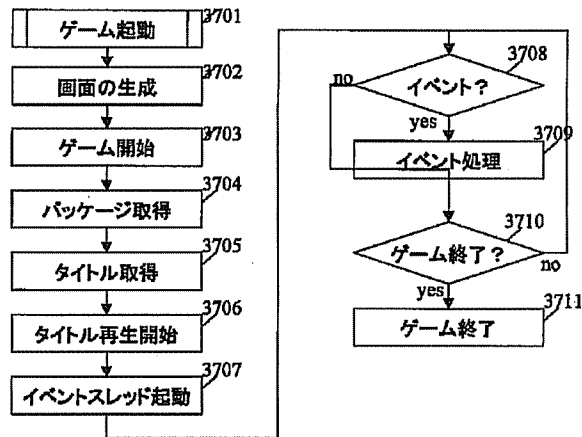 ゲーム起動
3701
画面の生成
3702
ゲーム開始
3703
パッケージ取得
3704
タイトル取得
3705
タイトル再生開始
3706
イベントスレッド起動
3707
イベント?
3708
no
yes
イベント処理
3709
ゲーム終了?
3710
no
yes
ゲーム終了
3711